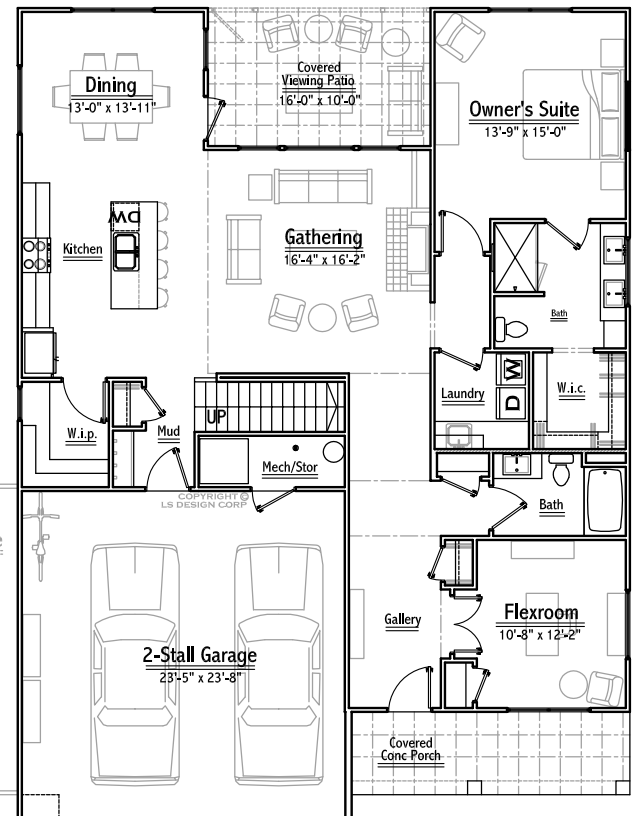 Dining
13'-0" x 13'-11"
Covered
Viewing Patio
16'-0" x 10'-0"
Owner's Suite
13'-9" x 15'-0"
DW
Kitchen
Gathering
16'-4" x 16'-2"
Bath
Laundry
W
D
W.i.c.
W.i.p.
Mud
UP
Mech/Stor
COPYRIGHT ©
LS DESIGN CORP
Bath
Gallery
Flexroom
10'-8" x 12'-2"
2-Stall Garage
23'-5" x 23'-8"
Covered
Conc Porch